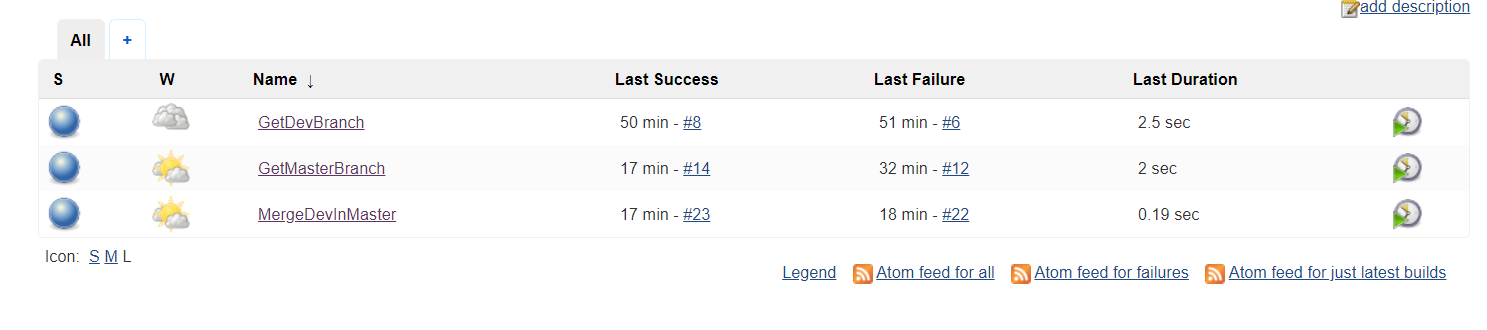 add description
All +
S W Name ↓ Last Success Last Failure Last Duration
GetDevBranch 50 min - #8 51 min - #6 2.5 sec
GetMasterBranch 17 min - #14 32 min - #12 2 sec
MergeDevInMaster 17 min - #23 18 min - #22 0.19 sec
Icon: S M L
Legend Atom feed for all Atom feed for failures Atom feed for just latest builds